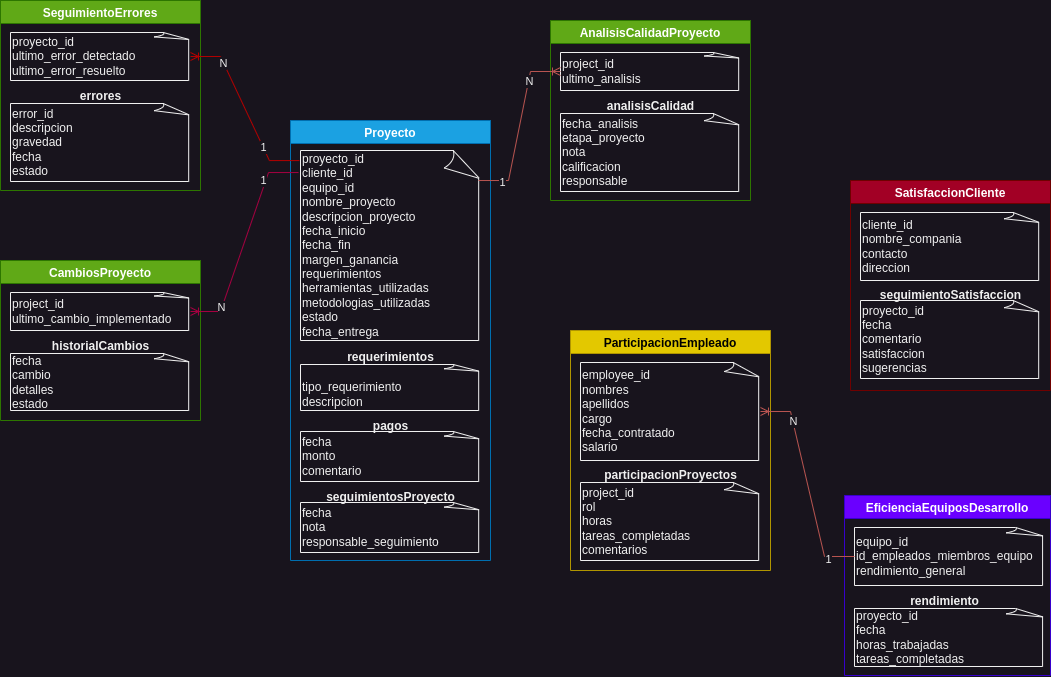 SeguimientoErrores
proyecto_id
ultimo_error_detectado
ultimo_error_resuelto
errores
error_id
descripcion
gravedad
fecha
estado
N
1
CambiosProyecto
project_id
ultimo_cambio_implementado
historialCambios
fecha
cambio
detalles
estado
N
1
Proyecto
proyecto_id
cliente_id
equipo_id
nombre_proyecto
descripcion_proyecto
fecha_inicio
fecha_fin
margen_ganancia
requerimientos
herramientas_utilizadas
metodologias_utilizadas
estado
fecha_entrega
requerimientos
tipo_requerimiento
descripcion
pagos
fecha
monto
comentario
seguimientosProyecto
fecha
nota
responsable_seguimiento
1
N
AnalisisCalidadProyecto
project_id
ultimo_analisis
analisisCalidad
fecha_analisis
etapa_proyecto
nota
calificacion
responsable
ParticipacionEmpleado
employee_id
nombres
apellidos
cargo
fecha_contratado
salario
participacionProyectos
project_id
rol
horas
tareas_completadas
comentarios
N
1
SatisfaccionCliente
cliente_id
nombre_compania
contacto
direccion
seguimientoSatisfaccion
proyecto_id
fecha
comentario
satisfaccion
sugerencias
EficienciaEquiposDesarrollo
equipo_id
id_empleados_miembros_equipo
rendimiento_general
rendimiento
proyecto_id
fecha
horas_trabajadas
tareas_completadas